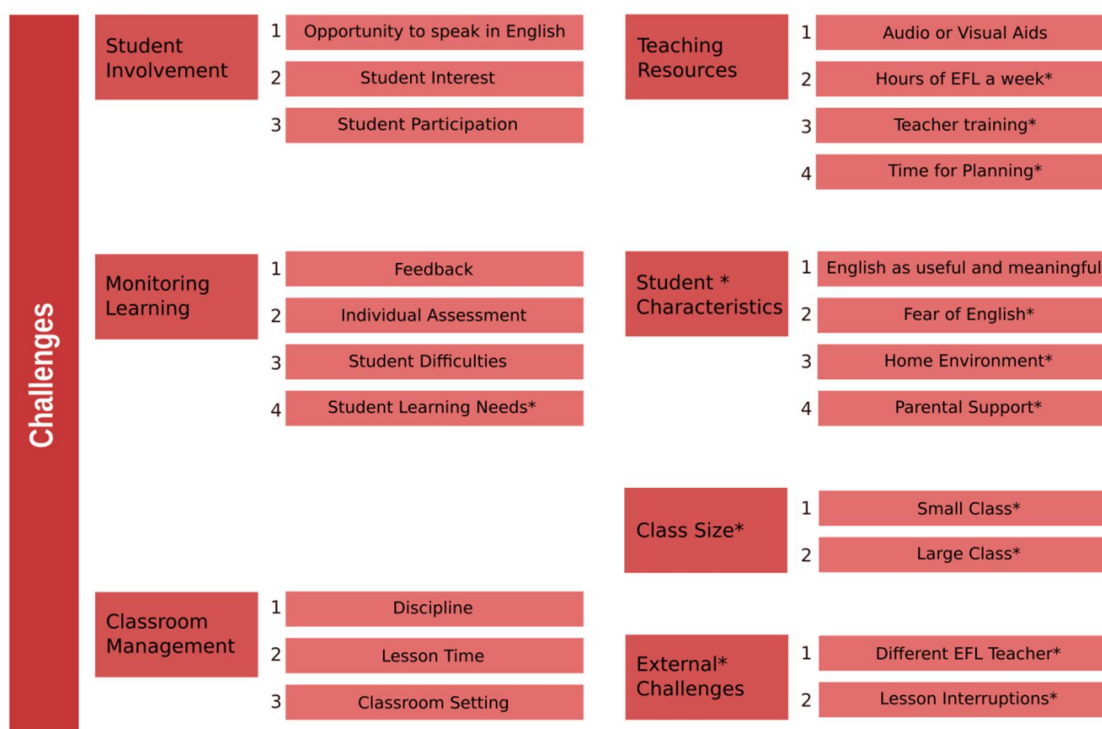 Challenges
Student
Involvement
1 Opportunity to speak in English
2 Student Interest
3 Student Participation
Monitoring
Learning
1 Feedback
2 Individual Assessment
3 Student Difficulties
4 Student Learning Needs*
Classroom
Management
1 Discipline
2 Lesson Time
3 Classroom Setting
Teaching
Resources
1 Audio or Visual Aids
2 Hours of EFL a week*
3 Teacher training*
4 Time for Planning*
Student *
Characteristics
1 English as useful and meaningful
2 Fear of English*
3 Home Environment*
4 Parental Support*
Class Size*
1 Small Class*
2 Large Class*
External*
Challenges
1 Different EFL Teacher*
2 Lesson Interruptions*